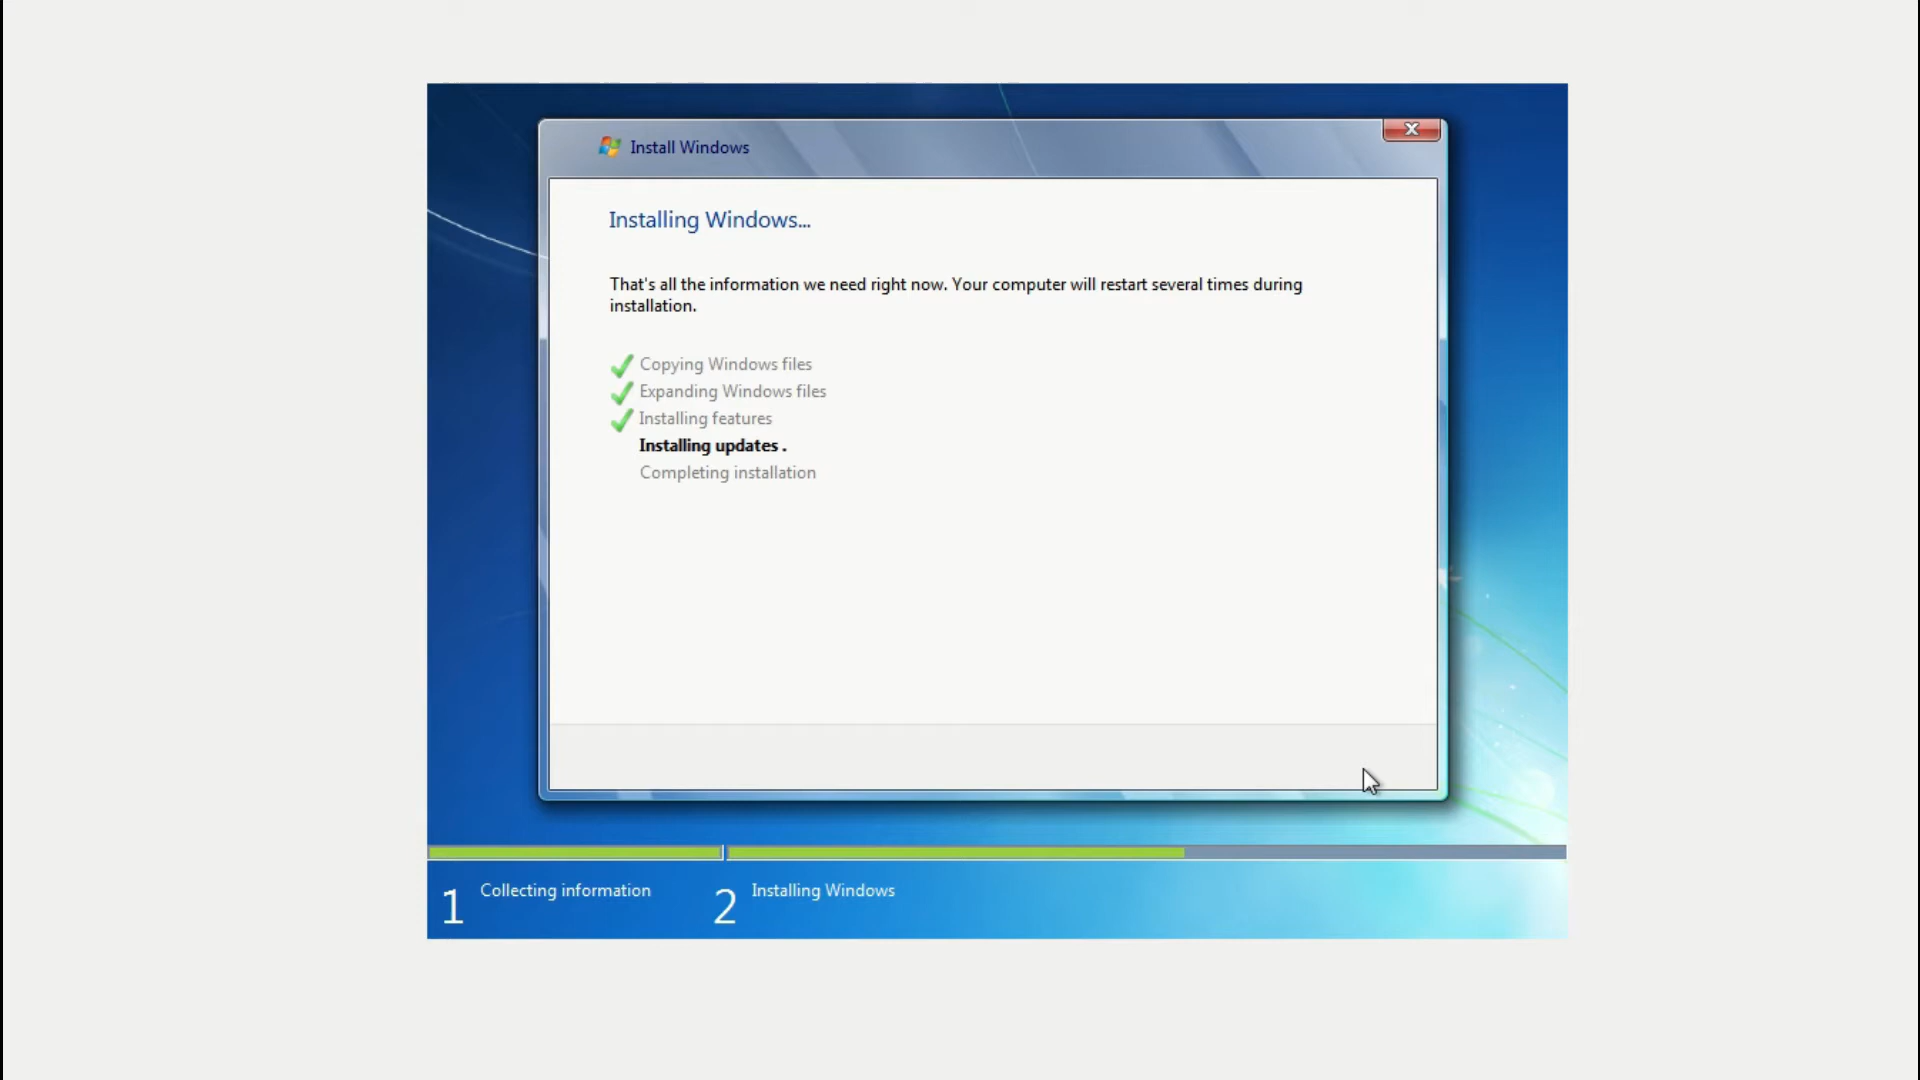 Install Windows
Installing Windows...
That's all the information we need right now. Your computer will restart several times during
installation.
Copying Windows files
Expanding Windows files
Installing features
Installing updates .
Completing installation
1 Collecting information
2 Installing Windows